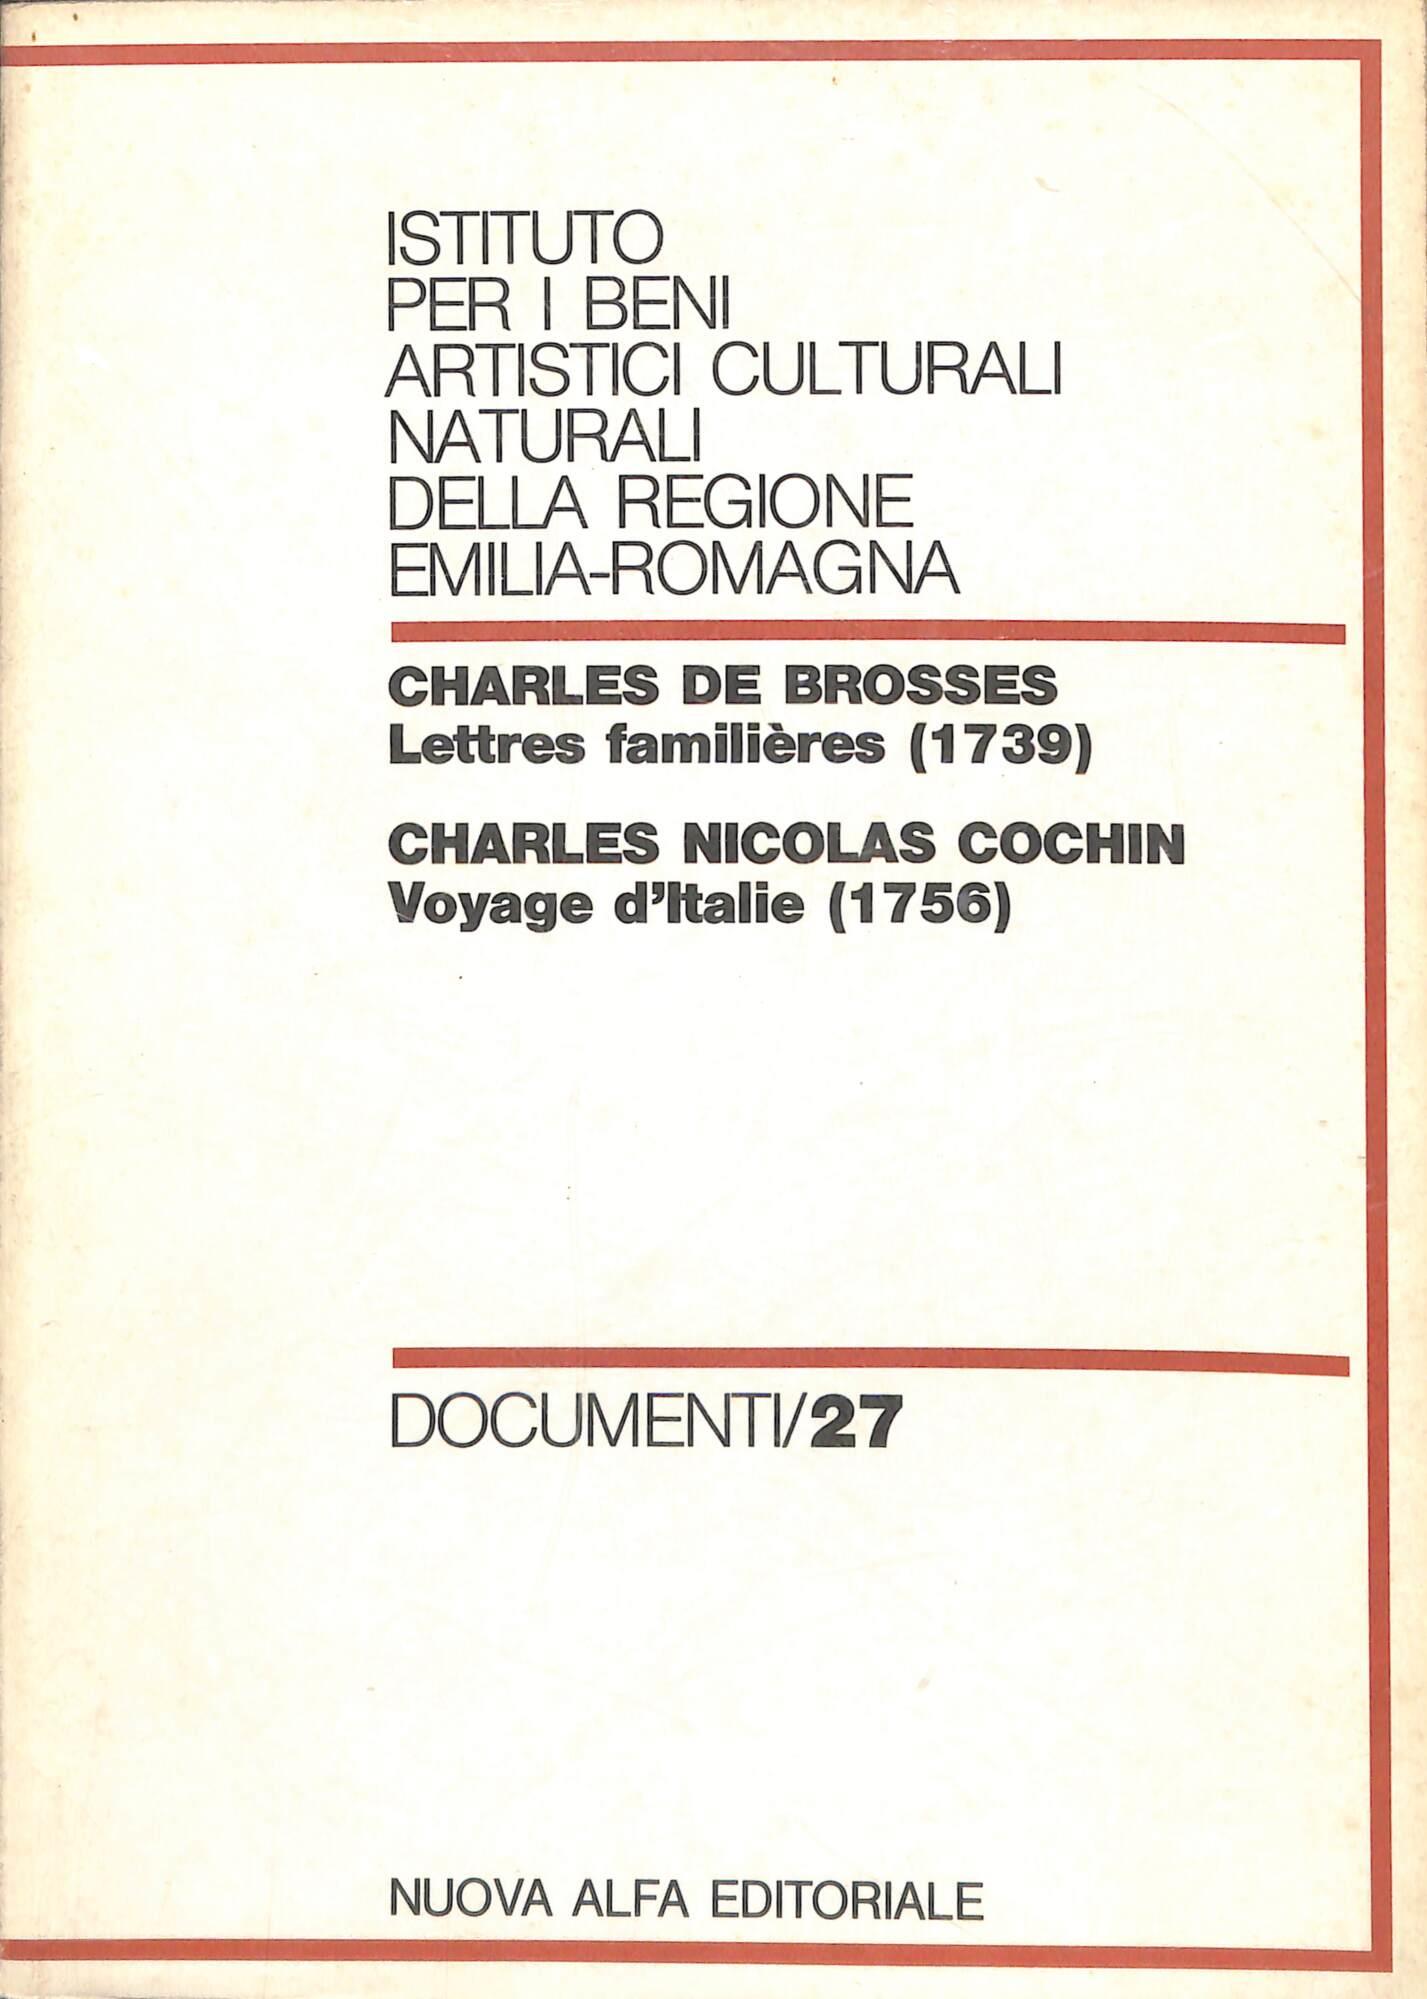 ISTITUTO
PER I BENI
ARTISTICI CULTURALI
NATURALI
DELLA REGIONE
EMILIA-ROMAGNA
CHARLES DE BROSSES
Lettres familières (1739)
CHARLES NICOLAS COCHIN
Voyage d'Italie (1756)
DOCUMENTI/27
NUOVA ALFA EDITORIALE